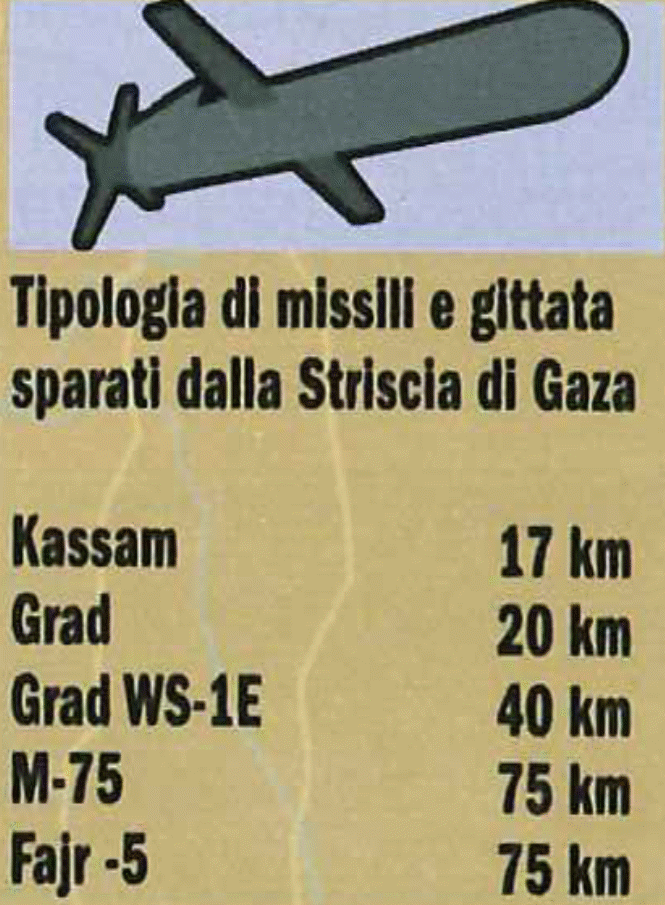 Tipologia di missili e gittata
sparati dalla Striscia di Gaza
Kassam 17 km
Grad 20 km
Grad WS-1E 40 km
M-75 75 km
Fajr -5 75 km